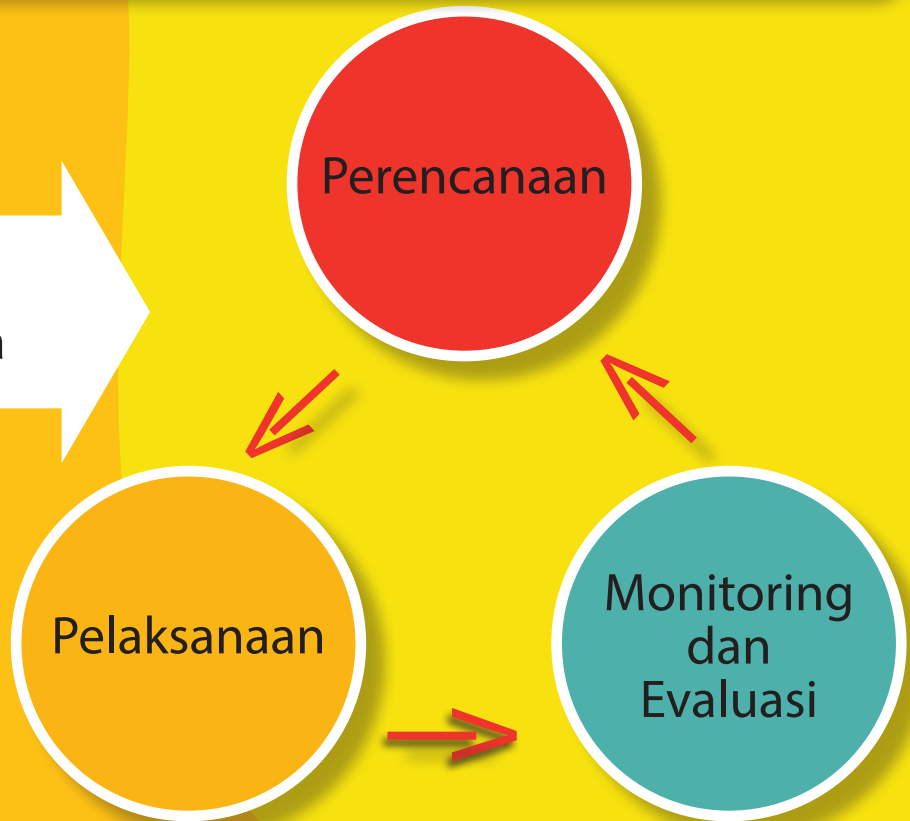 Perencanaan
Pelaksanaan
Monitoring
dan
Evaluasi